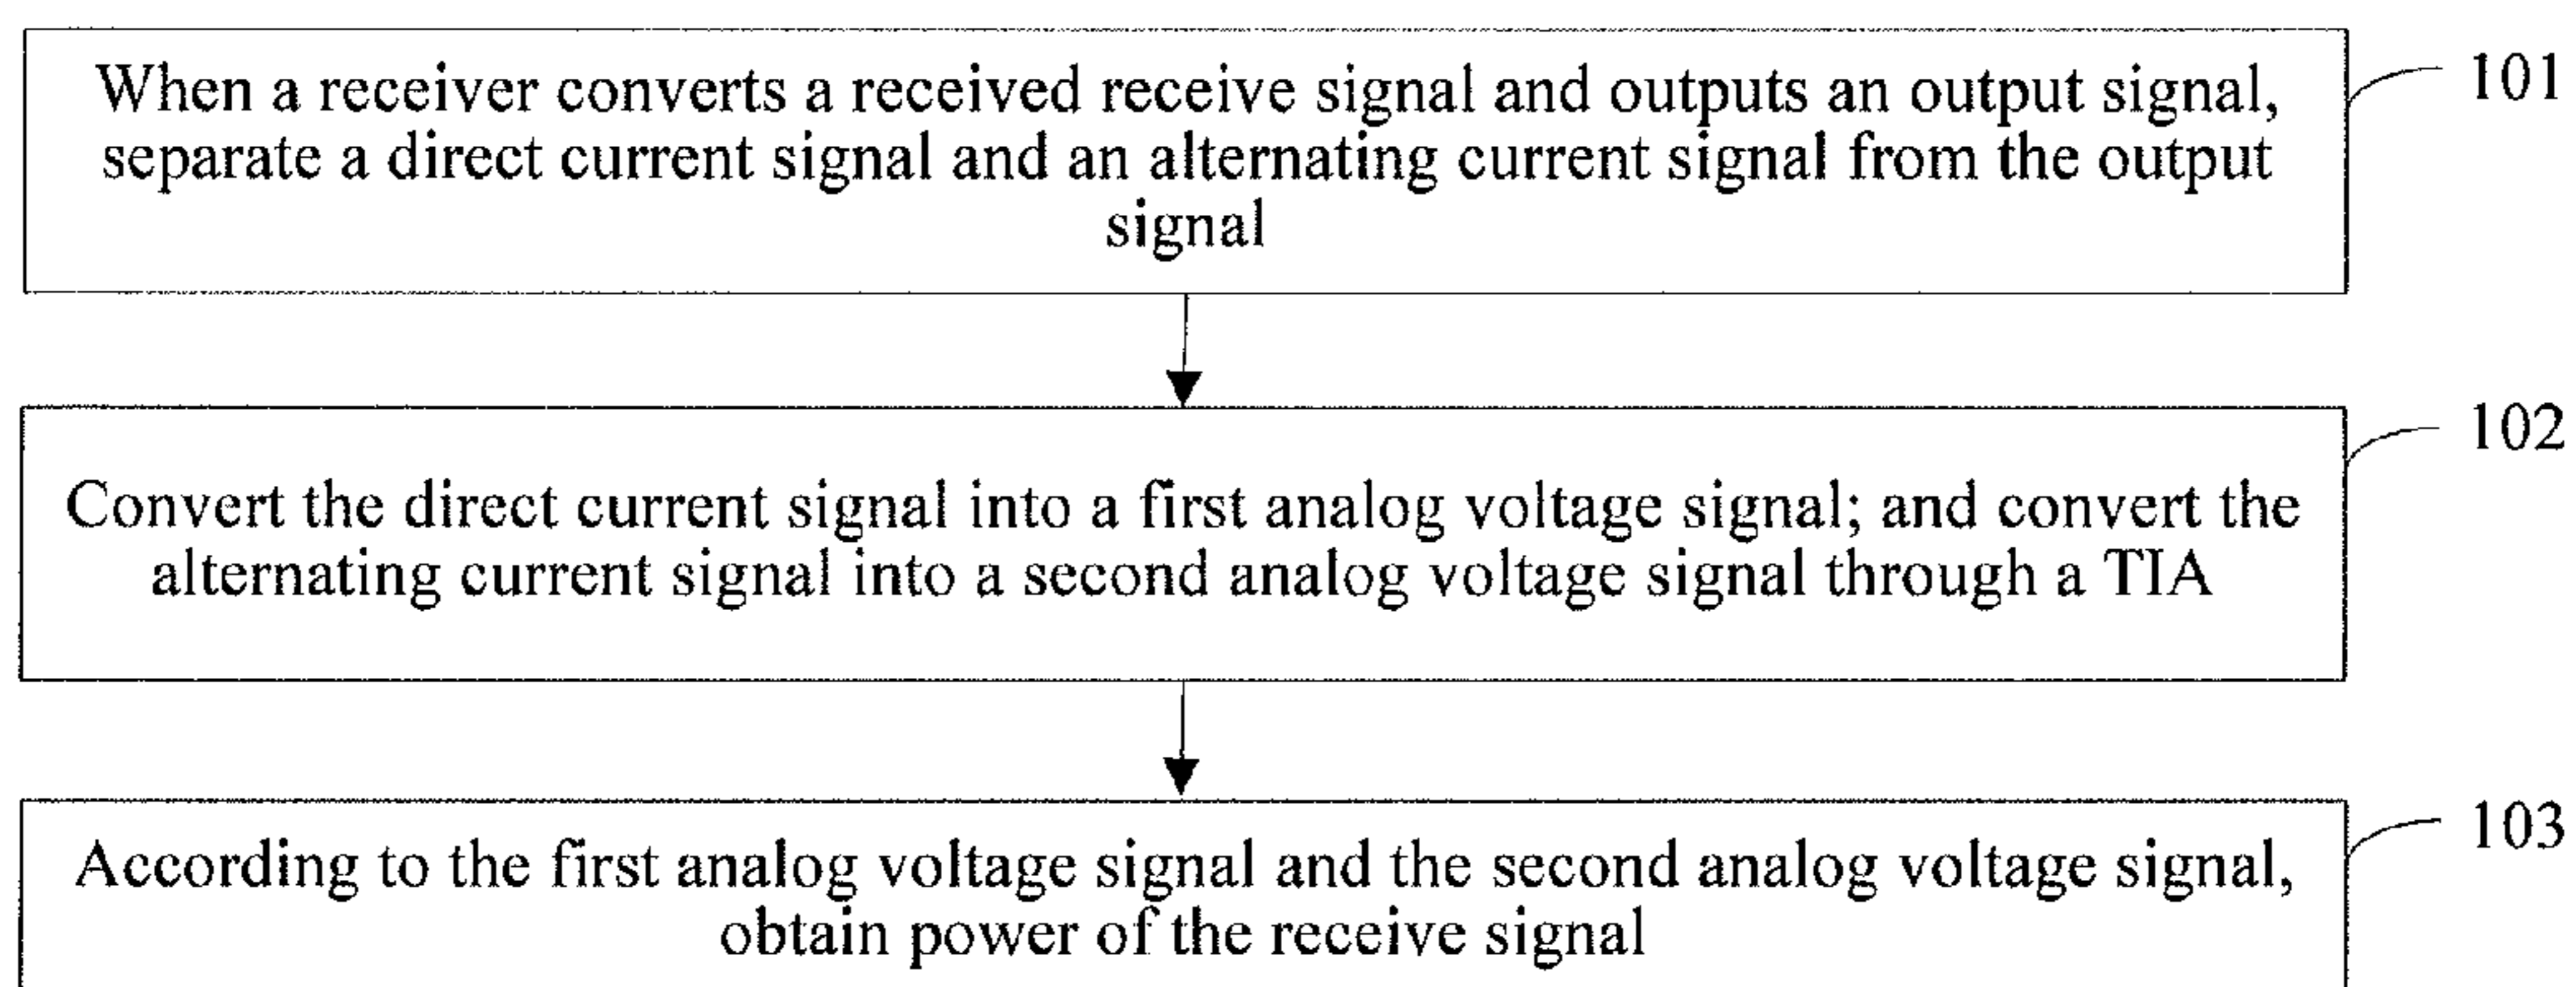 When a receiver converts a received receive signal and outputs an output signal,
separate a direct current signal and an alternating current signal from the output
signal
101
Convert the direct current signal into a first analog voltage signal; and convert the
alternating current signal into a second analog voltage signal through a TIA
102
According to the first analog voltage signal and the second analog voltage signal,
obtain power of the receive signal
103